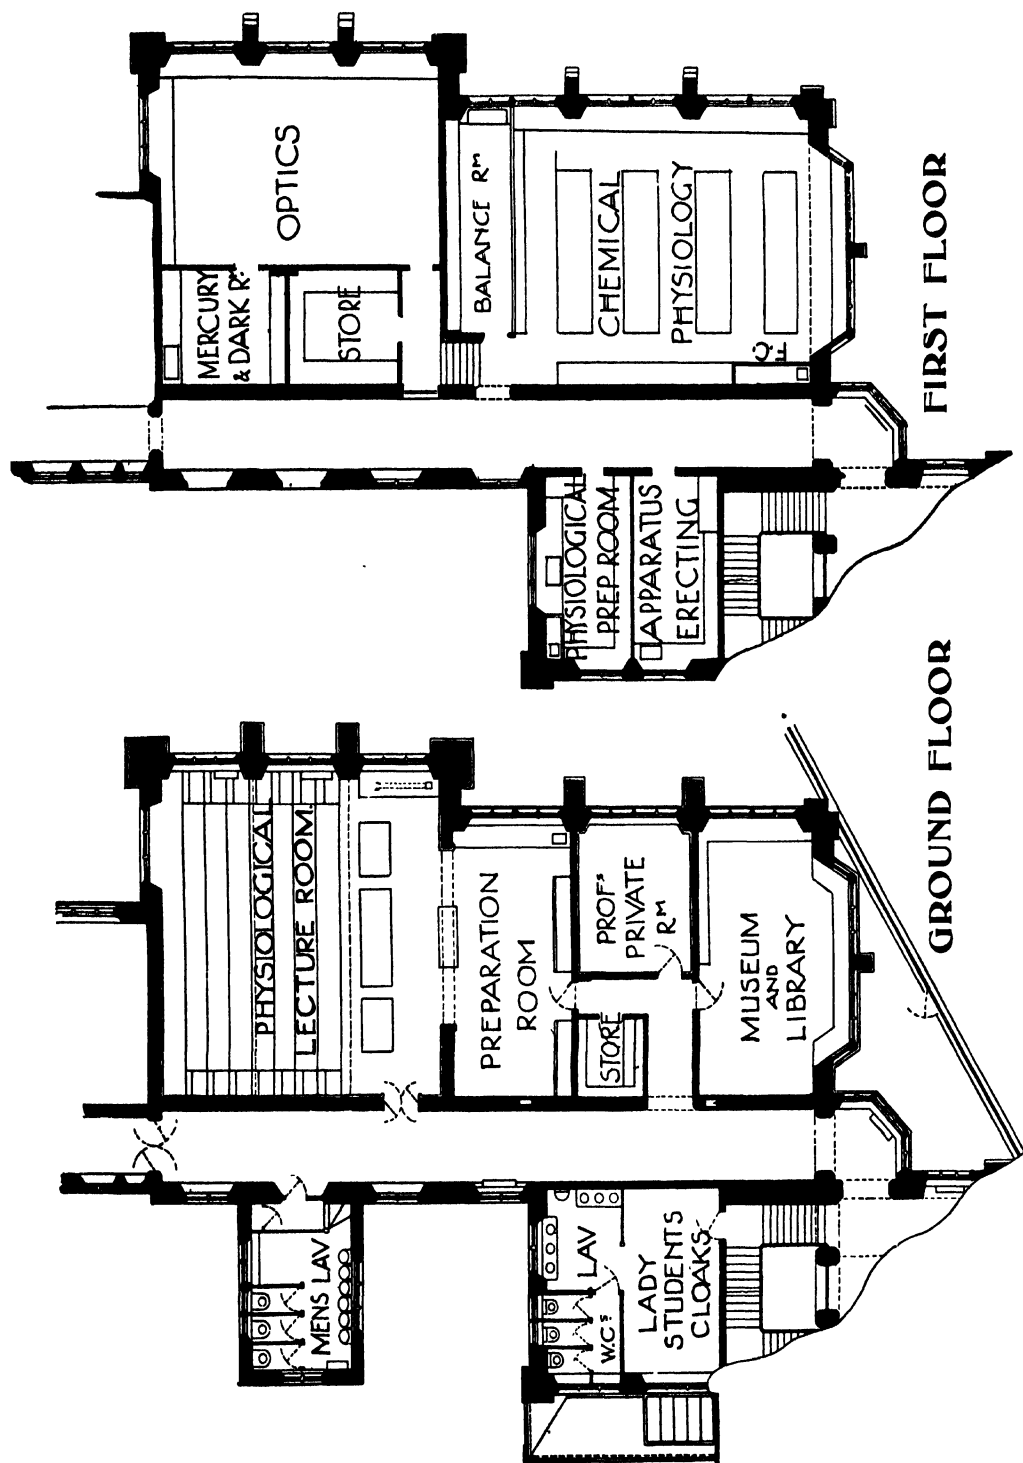 OPTICS
MERCURY
& DARK Rm.
STORE
BALANCE Rm
CHEMICAL
PHYSIOLOGY
PHYSIOLOGICAL
PREP ROOM
APPARATUS
ERECTING
FIRST FLOOR
PHYSIOLOGICAL
LECTURE ROOM.
PREPARATION
ROOM
PROFs
PRIVATE
Rm
STORE
MUSEUM
AND
LIBRARY
MENS LAV
LAV
W.Cs
LADY
STUDENTS
CLOAKS
GROUND FLOOR